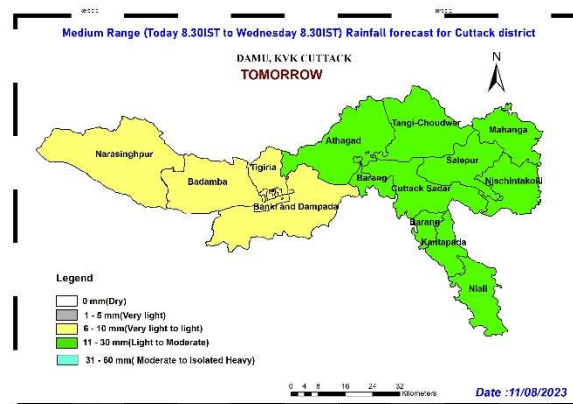 Medium Range (Today 8.30IST to Wednesday 8.30IST) Rainfall forecast for Cuttack district
DAMU, KVK CUTTACK
TOMORROW
N
Tangi-Choudwer
Mahanga
Athagad
Narasinghpur
Salepur
Tigiria
Badamba
Barang
Nischintakoili
Cuttack Sadar
Banki and Dampada
Barang
Kantapada
Niali
Legend
0 mm(Dry)
1 - 5 mm(Very light)
6 - 10 mm(Very light to light)
11 - 30 mm(Light to Moderate)
31 - 60 mm( Moderate to Isolated Heavy)
0 4 8 16 24 32
Kilometers
Date :11/08/2023